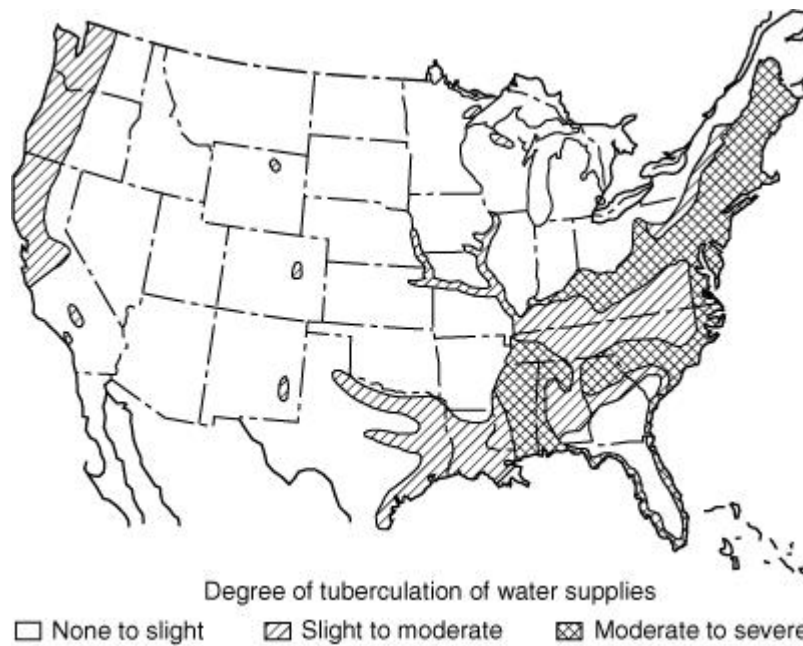 Degree of tuberculation of water supplies
None to slight Slight to moderate Moderate to severe